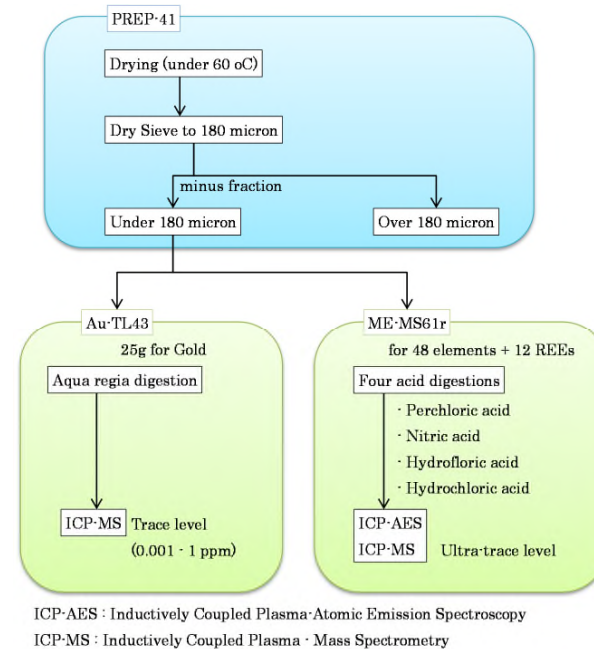 PREP-41
Drying (under 60 oC)
Dry Sieve to 180 micron
minus fraction
Under 180 micron
Over 180 micron
Au-TL43
25g for Gold
Aqua regia digestion
ICP-MS
Trace level
(0.001 - 1 ppm)
ME-MS61r
for 48 elements + 12 REEs
Four acid digestions
· Perchloric acid
· Nitric acid
· Hydrofloric acid
· Hydrochloric acid
ICP-AES
ICP-MS
Ultra-trace level
ICP-AES : Inductively Coupled Plasma-Atomic Emission Spectroscopy
ICP-MS : Inductively Coupled Plasma - Mass Spectrometry